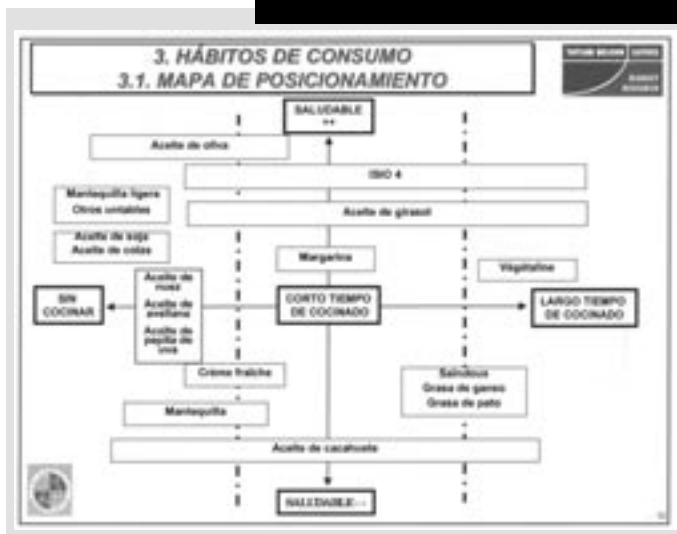 3. HÁBITOS DE CONSUMO
3.1. MAPA DE POSICIONAMIENTO
MARKET
RESEARCH
SALUDABLE
++
Aceite de oliva
ISIO 4
Mantequilla ligera
Otros untables
Aceite de girasol
Aceite de soja
Aceite de colza
Margarina
Végétaline
Aceite de
nuez
Aceite de
avellana
Aceite de
pepita de
uva
SIN
COCINAR
CORTO TIEMPO
DE COCINADO
LARGO TIEMPO
DE COCINADO
Crème fraîche
Saindoux
Grasa de ganso
Grasa de pato
Mantequilla
Aceite de cacahuete
SALUDABLE--